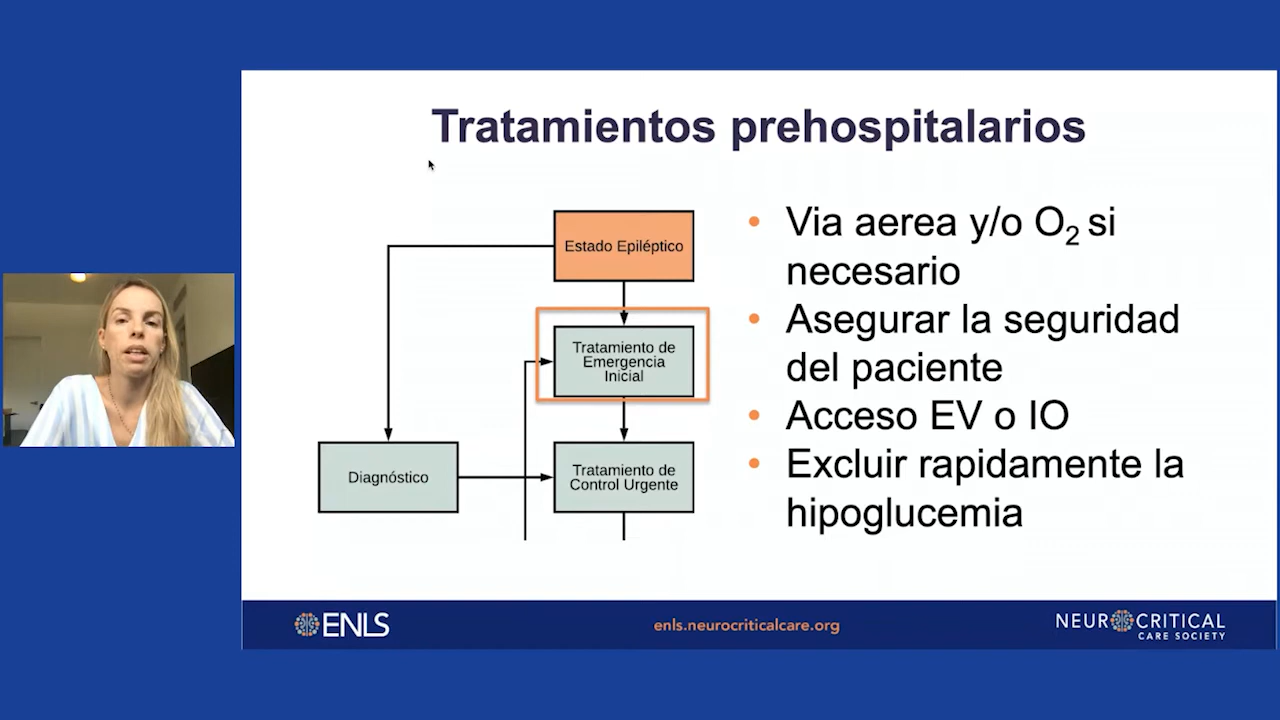 Tratamientos prehospitalarios
Estado Epiléptico
Tratamiento de
Emergencia
Inicial
Diagnóstico
Tratamiento de
Control Urgente
• Via aerea y/o O₂ si
necesario
• Asegurar la seguridad
del paciente
• Acceso EV o IO
• Excluir rapidamente la
hipoglucemia
ENLS
enls.neurocriticalcare.org
NEUROCRITICAL
CARE SOCIETY